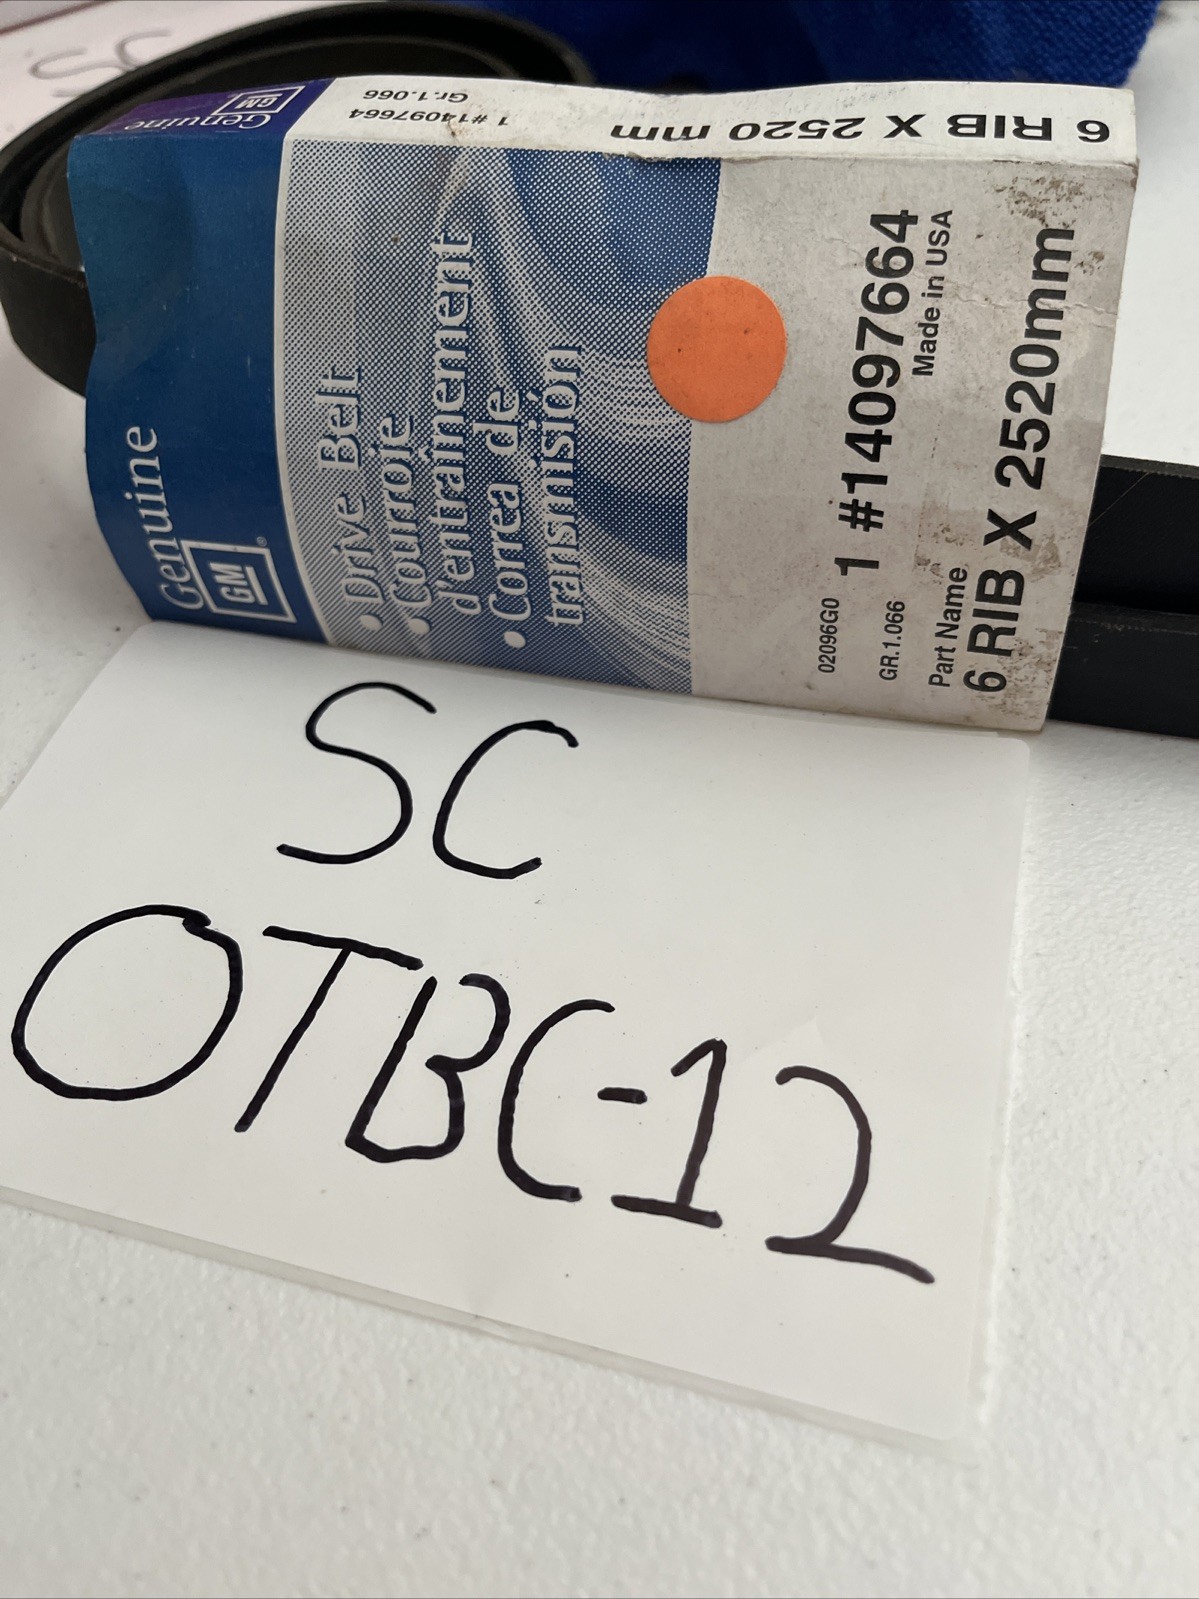 Genuine
GM
1 #14097664
Gr.1.066
6 RIB X 2520 mm
Genuine
GM®
• Drive Belt
• Courroie
d'entraînement
• Correa de
transmisión
02096G0
1 #14097664
GR.1.066
Made in USA
Part Name
6 RIB X 2520mm
SC
OTBC-12